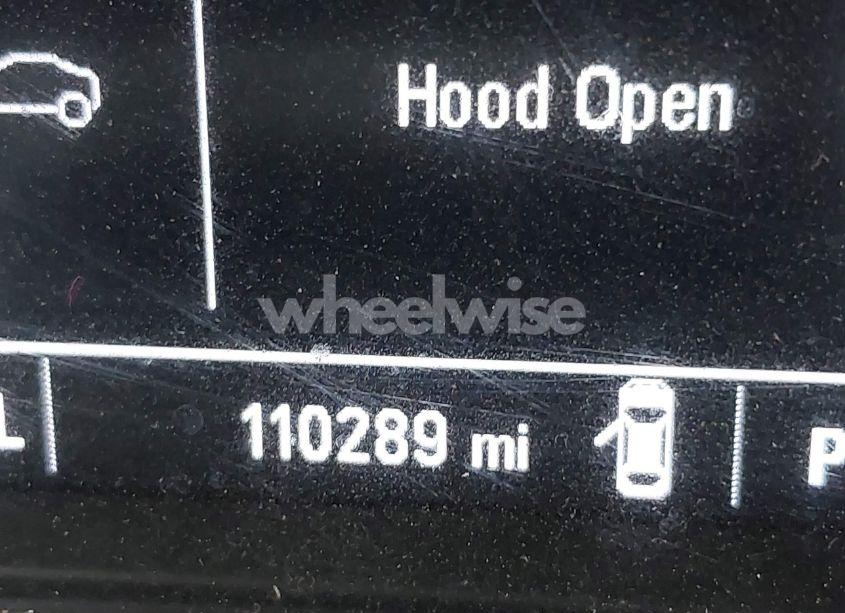 Hood Open
wheelwise
110289 mi
P